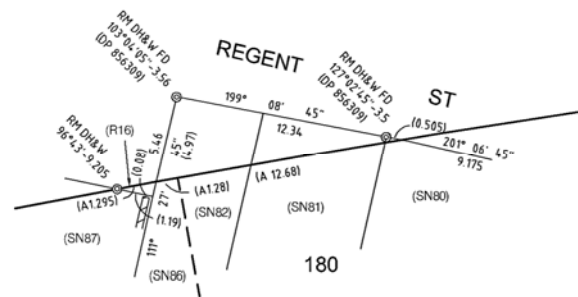 RM DH&W FD
103°04'05"-3.56
(DP 856309)
REGENT
ST
RM DH&W FD
127°02'45"-3.5
(DP 856309)
199° 08' 45"
12.34
(0.505)
201° 06' 45"
9.175
RM DH&W
96°43'-9.205
(R16)
(0.08)
5.46
(4.97)
111° 27' 45"
(A1.295)
(1.19)
(A1.28)
(A 12.68)
(SN87)
(SN86)
(SN82)
(SN81)
(SN80)
180